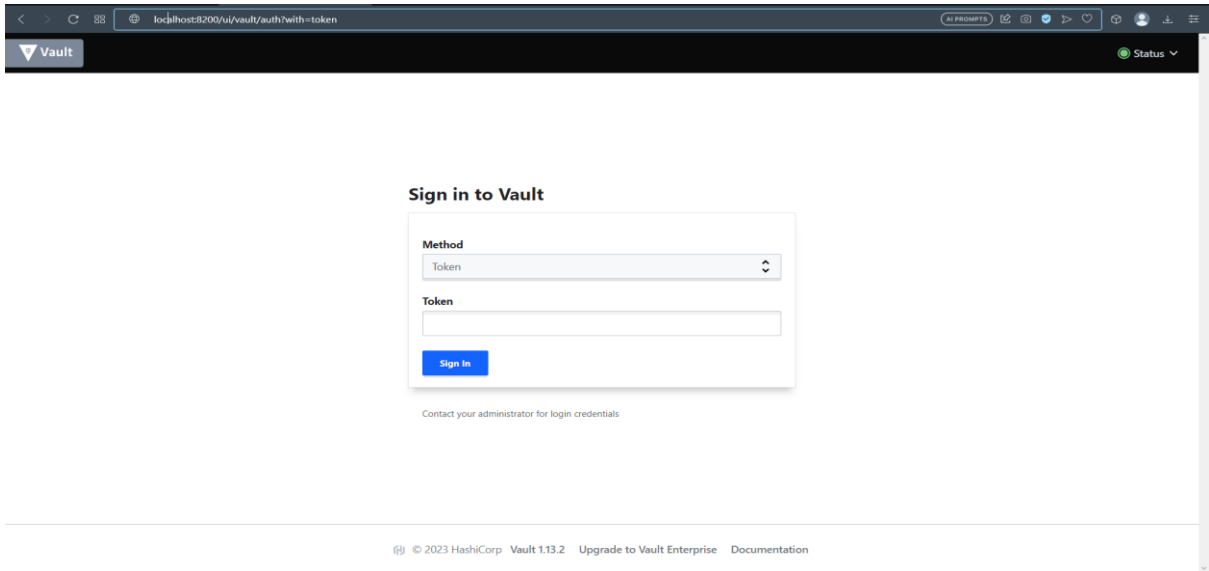 localhost:8200/ui/vault/auth?with=token
AI PROMPTS
Vault
Status
Sign in to Vault
Method
Token
Token
Sign In
Contact your administrator for login credentials
© 2023 HashiCorp Vault 1.13.2 Upgrade to Vault Enterprise Documentation